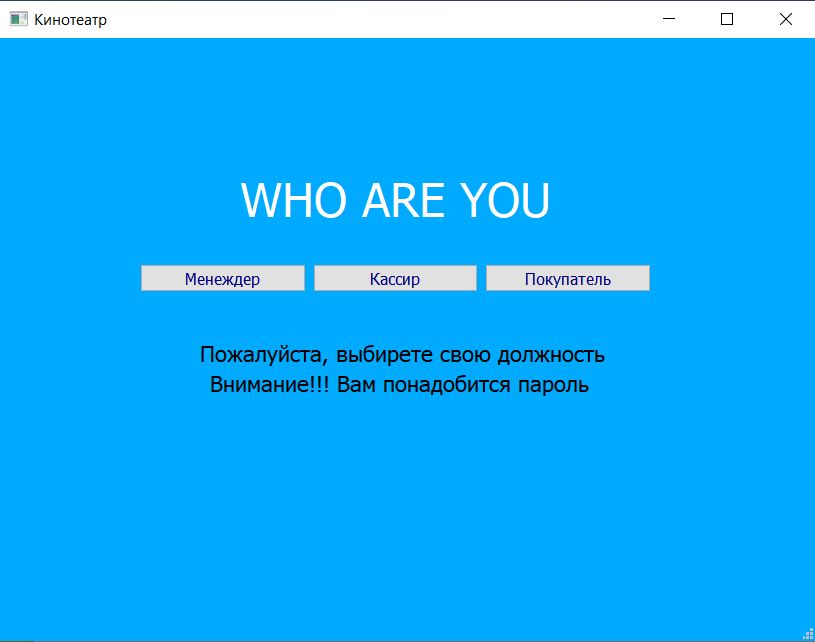 Кинотеатр
WHO ARE YOU
Менеждер Кассир Покупатель
Пожалуйста, выбирете свою должность
Внимание!!! Вам понадобится пароль